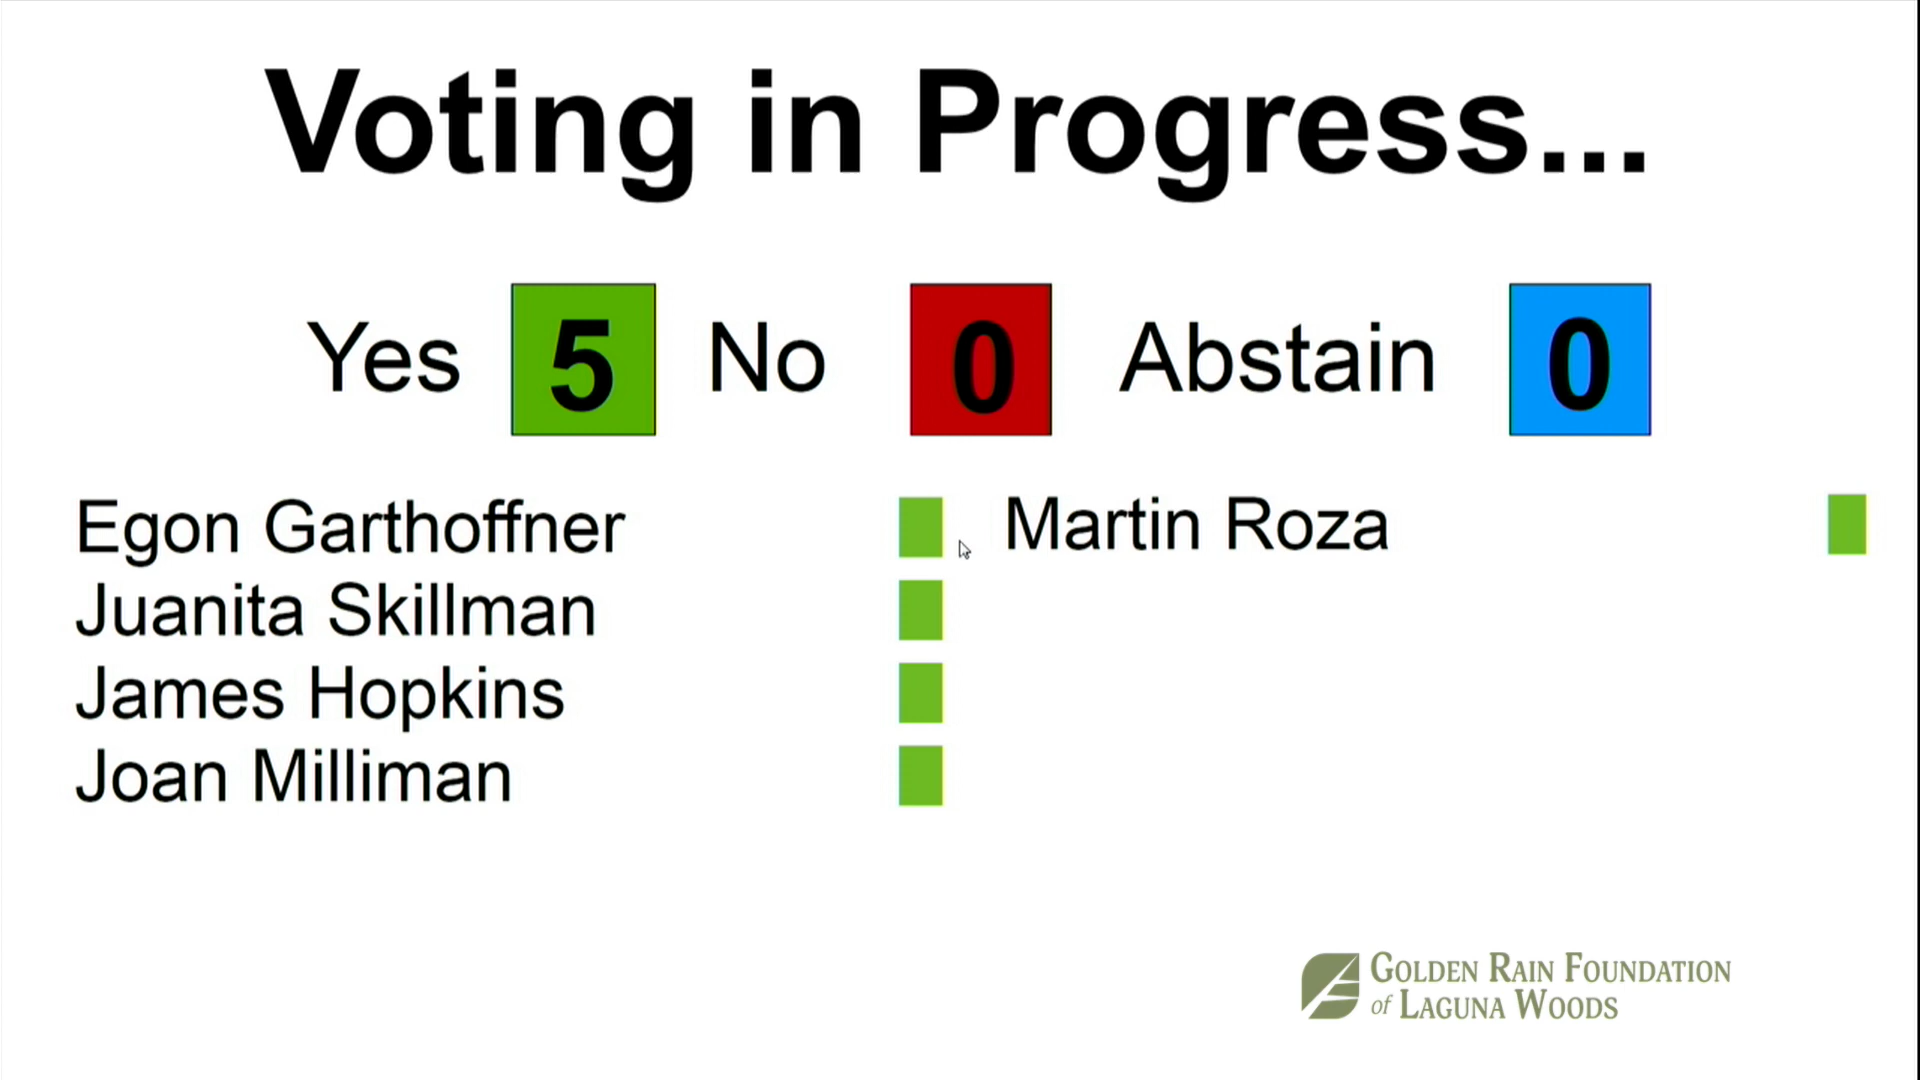 Voting in Progress...
Yes 5 No 0 Abstain 0
Egon Garthoffner Martin Roza
Juanita Skillman
James Hopkins
Joan Milliman
GOLDEN RAIN FOUNDATION
of LAGUNA WOODS